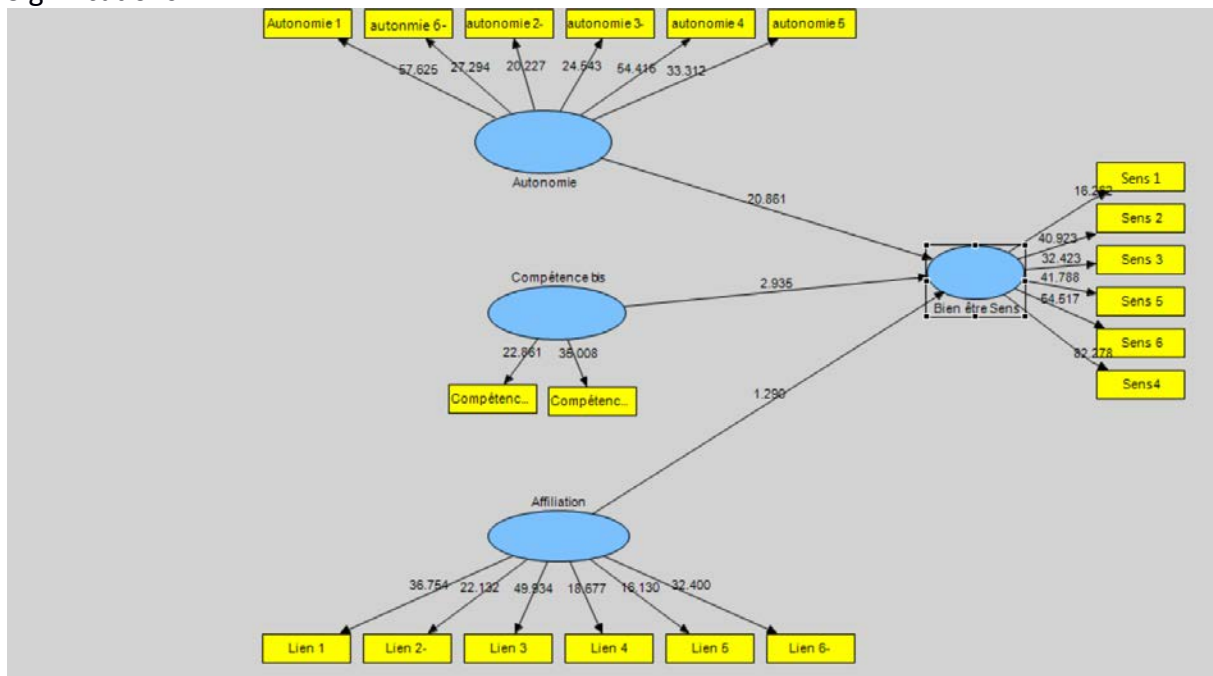 Autonomie 1
autonmie 6-
autonomie 2-
autonomie 3-
autonomie 4
autonomie 5
57.625
27.294
20.227
24.543
54.416
33.312
Autonomie
20.861
Sens 1
16.262
Sens 2
40.923
Sens 3
32.423
41.788
Sens 5
54.517
Sens 6
82.278
Sens4
Bien être Sens
Compétence bis
2.935
22.861
35.008
Compétenc...
Compétenc...
1.290
Affiliation
36.754
22.132
49.934
18.677
16.130
32.400
Lien 1
Lien 2-
Lien 3
Lien 4
Lien 5
Lien 6-